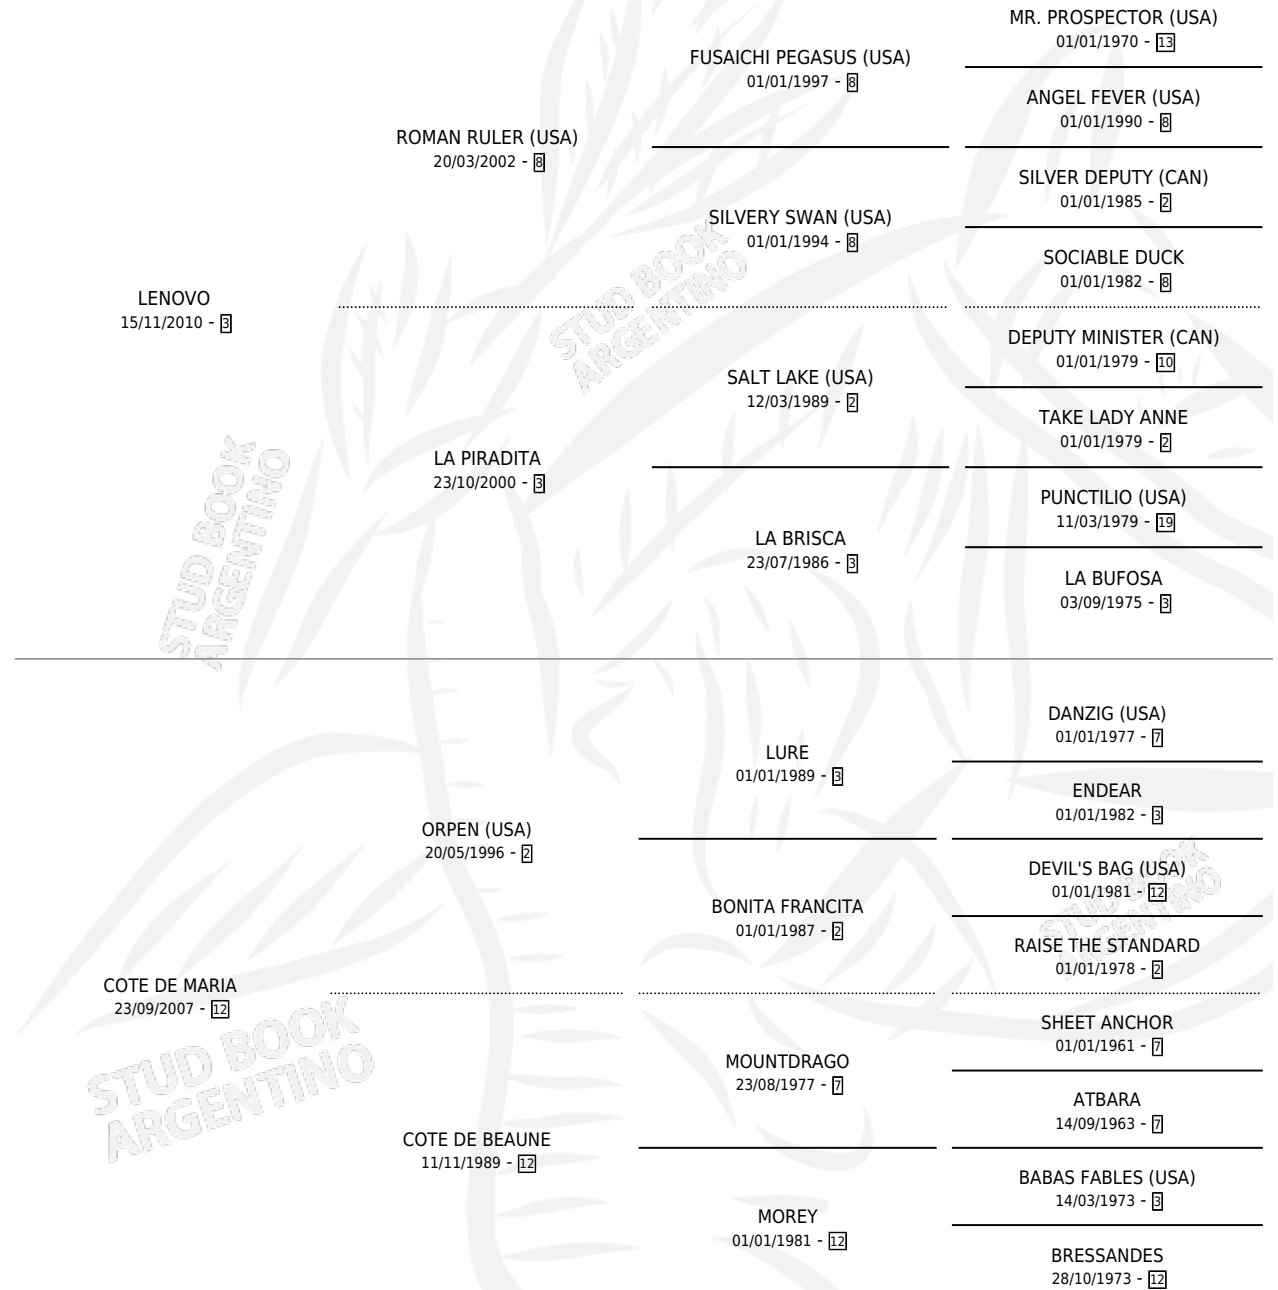 MR. PROSPECTOR (USA)
01/01/1970 - 13
FUSAICHI PEGASUS (USA)
01/01/1997 - 8
ANGEL FEVER (USA)
01/01/1990 - 8
ROMAN RULER (USA)
20/03/2002 - 8
SILVER DEPUTY (CAN)
01/01/1985 - 2
SILVERY SWAN (USA)
01/01/1994 - 8
SOCIABLE DUCK
01/01/1982 - 8
LENOVO
15/11/2010 - 3
DEPUTY MINISTER (CAN)
01/01/1979 - 10
SALT LAKE (USA)
12/03/1989 - 2
TAKE LADY ANNE
01/01/1979 - 2
LA PIRADITA
23/10/2000 - 3
PUNCTILIO (USA)
11/03/1979 - 19
LA BRISCA
23/07/1986 - 3
LA BUFOSA
03/09/1975 - 3
STUD BOOK
ARGENTINO
STUD BOOK
ARGENTINO
DANZIG (USA)
01/01/1977 - 7
LURE
01/01/1989 - 3
ENDEAR
01/01/1982 - 3
ORPEN (USA)
20/05/1996 - 2
DEVIL'S BAG (USA)
01/01/1981 - 12
BONITA FRANCITA
01/01/1987 - 2
RAISE THE STANDARD
01/01/1978 - 2
STUD BOOK
ARGENTINO
COTE DE MARIA
23/09/2007 - 12
SHEET ANCHOR
01/01/1961 - 7
MOUNTDRAGO
23/08/1977 - 7
ATBARA
14/09/1963 - 7
COTE DE BEAUNE
11/11/1989 - 12
BABAS FABLES (USA)
14/03/1973 - 3
MOREY
01/01/1981 - 12
BRESSANDES
28/10/1973 - 12
STUD BOOK
ARGENTINO